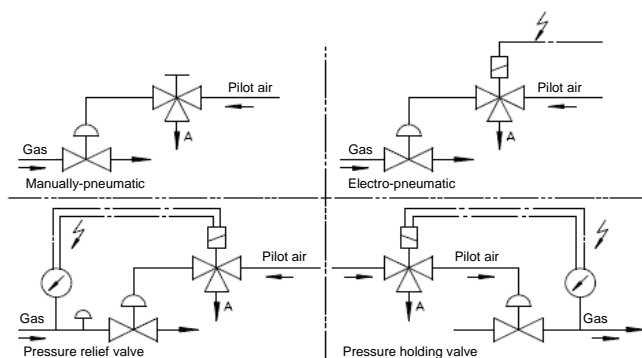 Pilot air
A
Gas
Manually-pneumatic
Pilot air
A
Gas
Electro-pneumatic
Pilot air
A
Gas
Pressure relief valve
Pilot air
A
Gas
Pressure holding valve